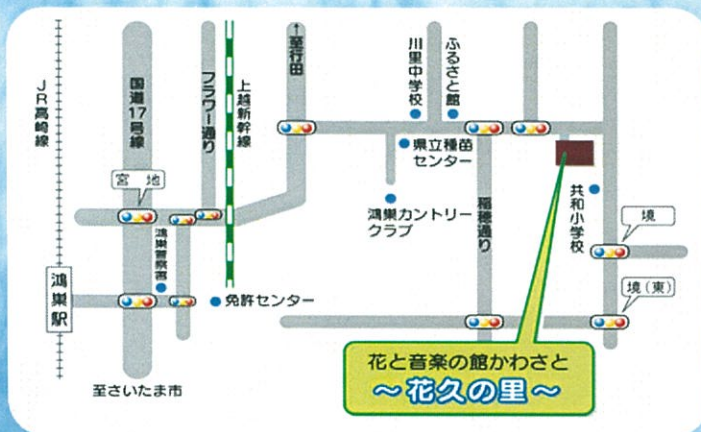 JR高崎線
国道17号線
フラワー通り
上越新幹線
↑至行田
川里中学校
ふるさと館
県立種苗
センター
鴻巣カントリー
クラブ
稲穂通り
共和小学校
境
境(東)
宮 地
鴻巣警察署
鴻巣駅
免許センター
至さいたま市
花と音楽の館かわさと
～花久の里～